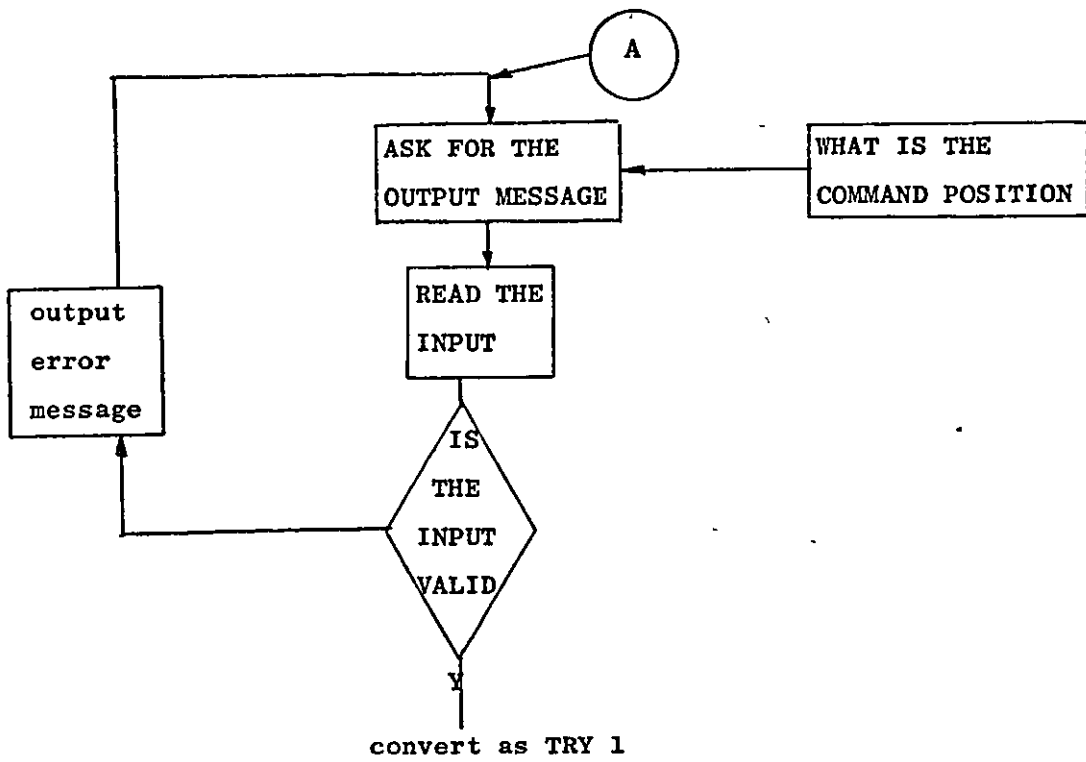 A
ASK FOR THE
OUTPUT MESSAGE
WHAT IS THE
COMMAND POSITION
READ THE
INPUT
output
error
message
IS
THE
INPUT
VALID
Y
convert as TRY 1